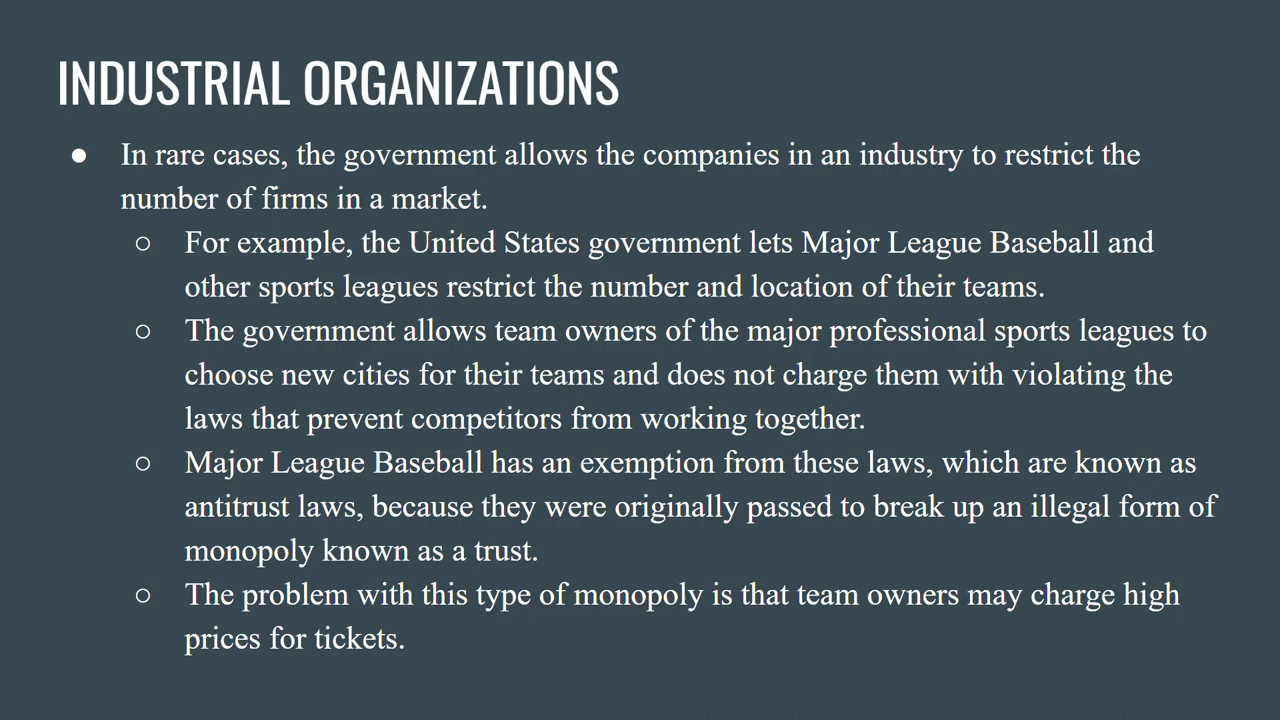 INDUSTRIAL ORGANIZATIONS
● In rare cases, the government allows the companies in an industry to restrict the
number of firms in a market.
○ For example, the United States government lets Major League Baseball and
other sports leagues restrict the number and location of their teams.
○ The government allows team owners of the major professional sports leagues to
choose new cities for their teams and does not charge them with violating the
laws that prevent competitors from working together.
○ Major League Baseball has an exemption from these laws, which are known as
antitrust laws, because they were originally passed to break up an illegal form of
monopoly known as a trust.
○ The problem with this type of monopoly is that team owners may charge high
prices for tickets.